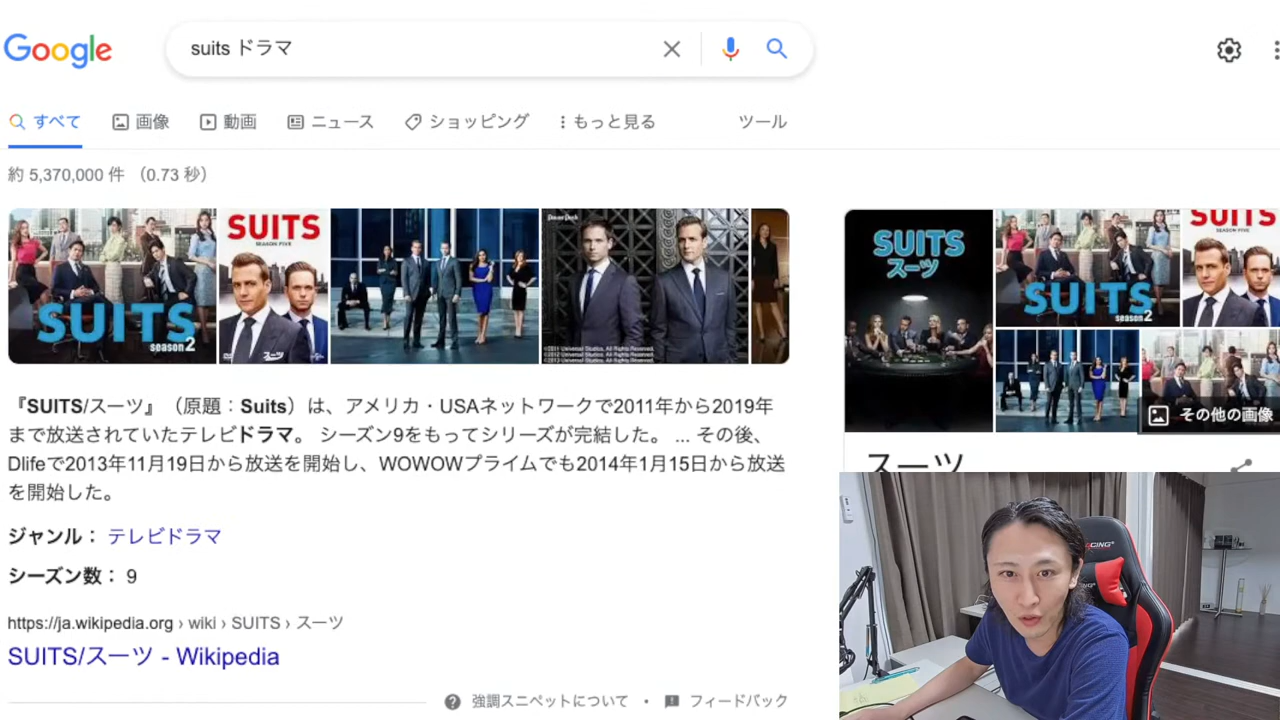 Google
suits ドラマ
すべて
画像
動画
ニュース
ショッピング
もっと見る
ツール
約 5,370,000 件 （0.73 秒）
SUITS
season2
SUITS
SEASON FIVE
スーツ
SUITS
スーツ
SUITS
season2
SUITS
SEASON FIVE
その他の画像
『SUITS/スーツ』（原題：Suits）は、アメリカ・USAネットワークで2011年から2019年
まで放送されていたテレビドラマ。 シーズン9をもってシリーズが完結した。 ... その後、
Dlifeで2013年11月19日から放送を開始し、WOWOWプライムでも2014年1月15日から放送
を開始した。
スーツ
ジャンル： テレビドラマ
シーズン数： 9
https://ja.wikipedia.org › wiki › SUITS › スーツ
SUITS/スーツ - Wikipedia
強調スニペットについて • フィードバック